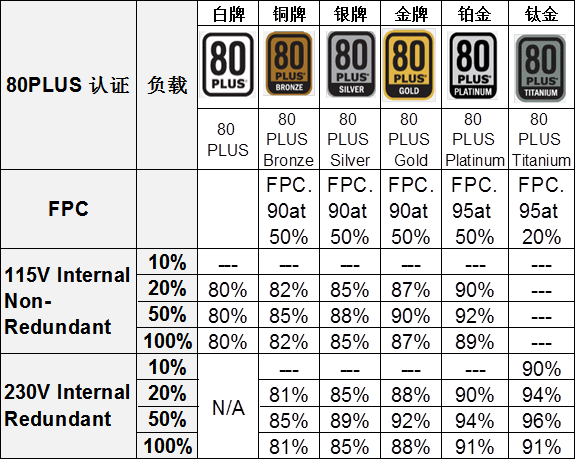 白牌 铜牌 银牌 金牌 铂金 钛金
80PLUS 认证 负载
80 PLUS
80 PLUS BRONZE
80 PLUS SILVER
80 PLUS GOLD
80 PLUS PLATINUM
80 PLUS TITANIUM
80 PLUS
80 PLUS Bronze
80 PLUS Silver
80 PLUS Gold
80 PLUS Platinum
80 PLUS Titanium
FPC
FPC. 90at 50%
FPC. 90at 50%
FPC. 90at 50%
FPC. 95at 50%
FPC. 95at 20%
115V Internal Non-Redundant
10% --- --- --- --- --- ---
20% 80% 82% 85% 87% 90% ---
50% 80% 85% 88% 90% 92% ---
100% 80% 82% 85% 87% 89% ---
230V Internal Redundant
N/A
10% --- --- --- --- 90%
20% 81% 85% 88% 90% 94%
50% 85% 89% 92% 94% 96%
100% 81% 85% 88% 91% 91%